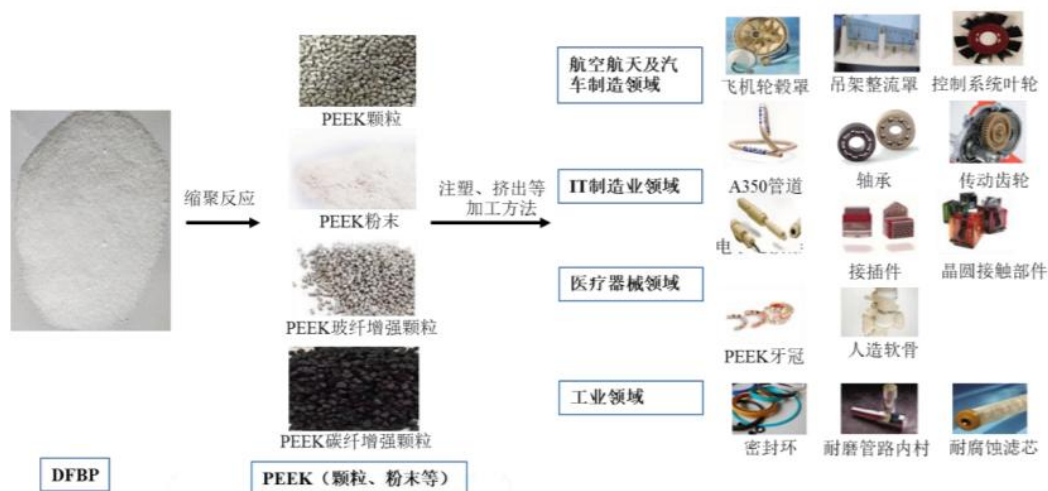 缩聚反应
PEEK颗粒
PEEK粉末
PEEK玻纤增强颗粒
PEEK碳纤增强颗粒
注塑、挤出等
加工方法
航空航天及汽
车制造领域
飞机轮毂罩
吊架整流罩
控制系统叶轮
A350管道
轴承
传动齿轮
IT制造业领域
接插件
晶圆接触部件
医疗器械领域
PEEK牙冠
人造软骨
工业领域
密封环
耐磨管路内村
耐腐蚀滤芯
DFBP
PEEK（颗粒、粉末等）